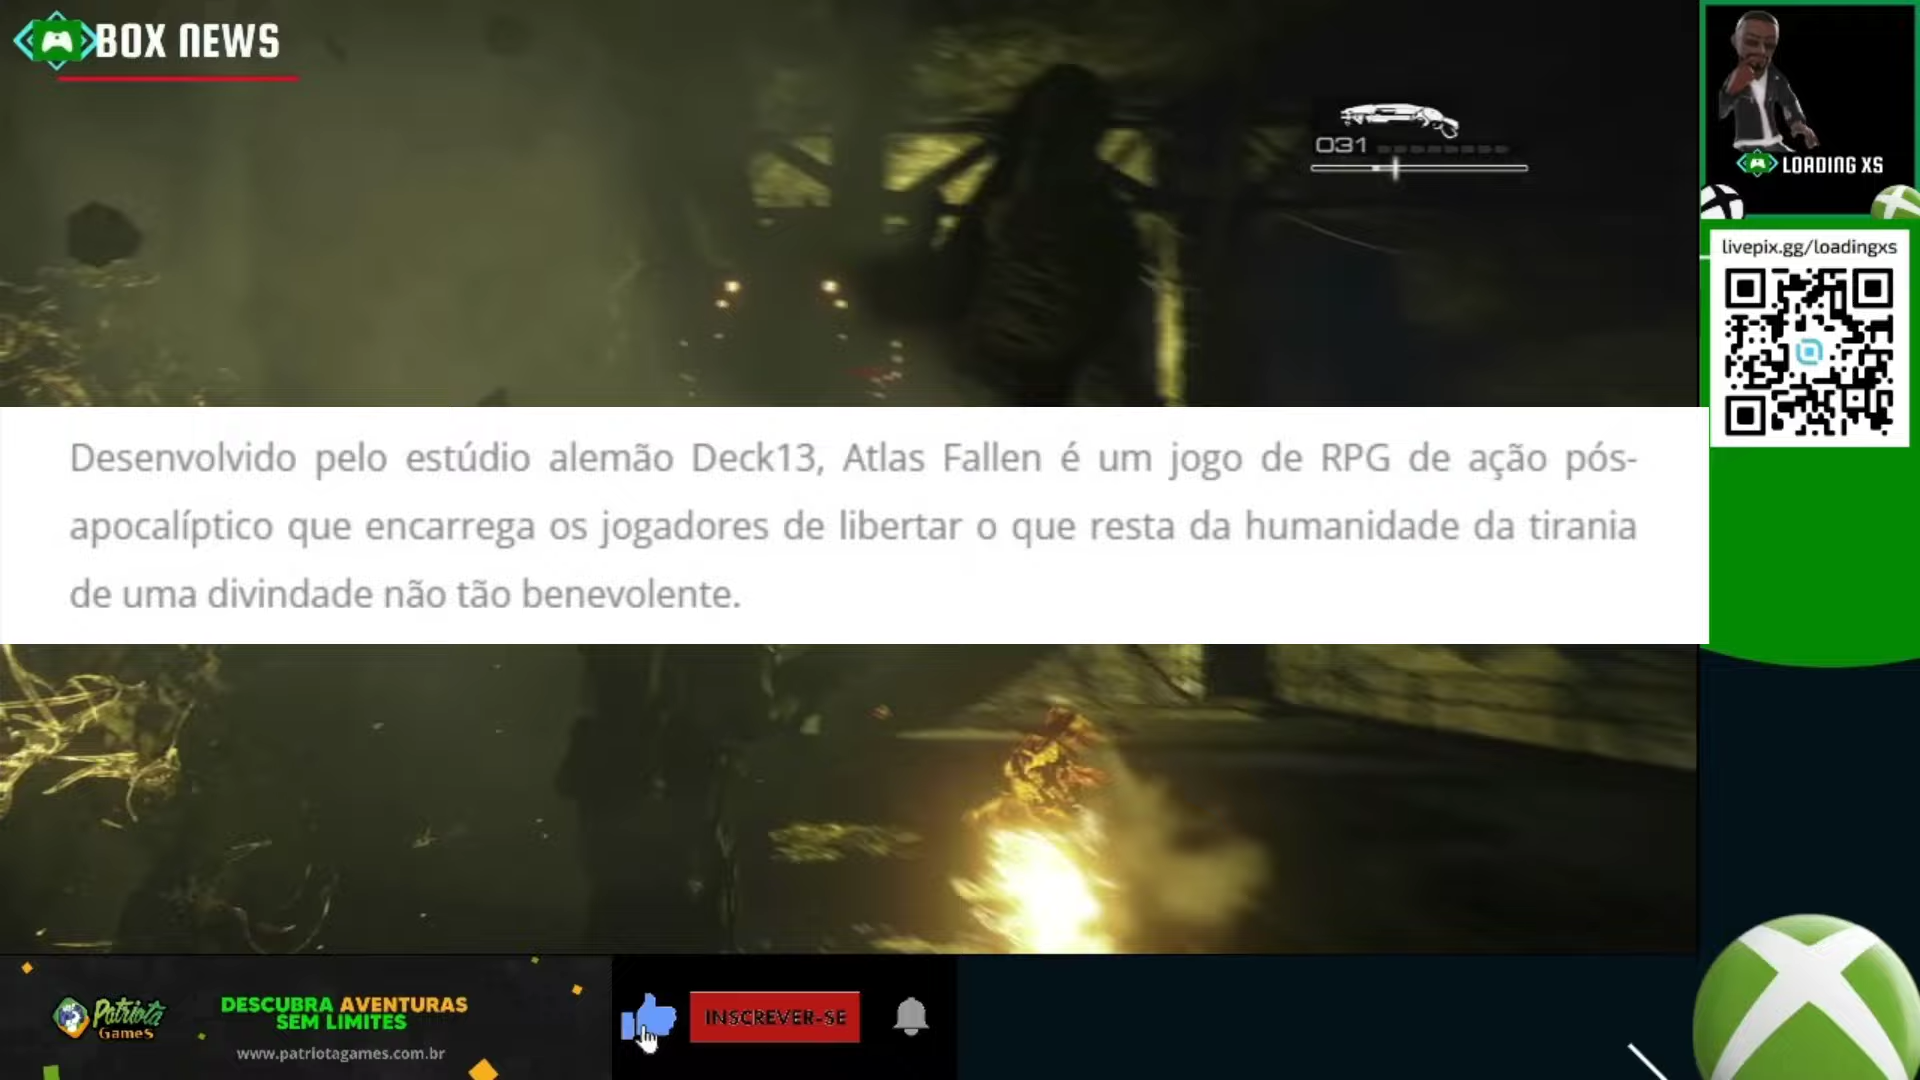 BOX NEWS
031
LOADING XS
livepix.gg/loadingxs
Desenvolvido pelo estúdio alemão Deck13, Atlas Fallen é um jogo de RPG de ação pós-
apocalíptico que encarrega os jogadores de libertar o que resta da humanidade da tirania
de uma divindade não tão benevolente.
Patriota
Games
DESCUBRA AVENTURAS
SEM LIMITES
www.patriotagames.com.br
INSCREVER-SE